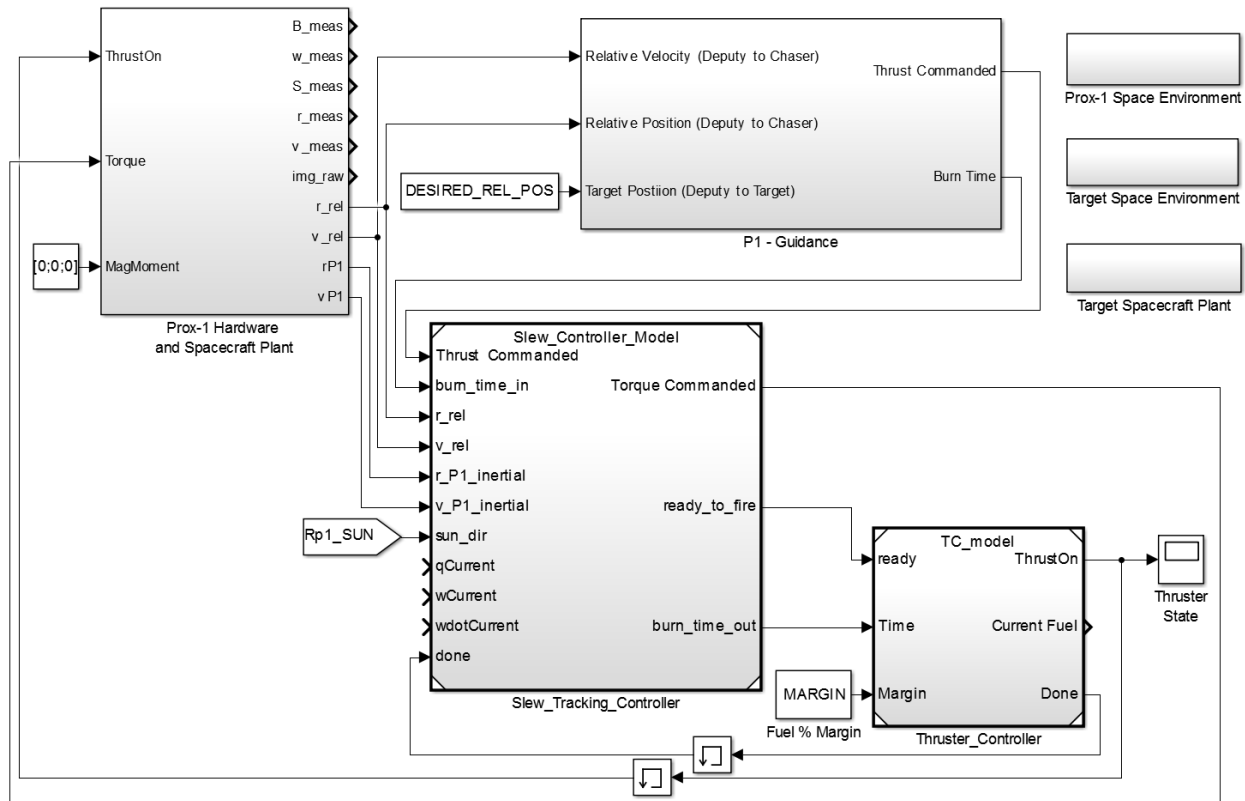 ThrustOn
Torque
MagMoment
B_meas
w_meas
S_meas
r_meas
v_meas
img_raw
r_rel
v_rel
rP1
vP1
Prox-1 Hardware
and Spacecraft Plant
[0;0;0]
Relative Velocity (Deputy to Chaser)
Relative Position (Deputy to Chaser)
Target Postiion (Deputy to Target)
Thrust Commanded
Burn Time
P1 - Guidance
DESIRED_REL_POS
Prox-1 Space Environment
Target Space Environment
Target Spacecraft Plant
Slew_Controller_Model
Thrust Commanded
burn_time_in
r_rel
v_rel
r_P1_inertial
v_P1_inertial
sun_dir
qCurrent
wCurrent
wdotCurrent
done
Torque Commanded
ready_to_fire
burn_time_out
Slew_Tracking_Controller
Rp1_SUN
TC_model
ready
Time
Margin
ThrustOn
Current Fuel
Done
Thruster_Controller
MARGIN
Fuel % Margin
Thruster
State